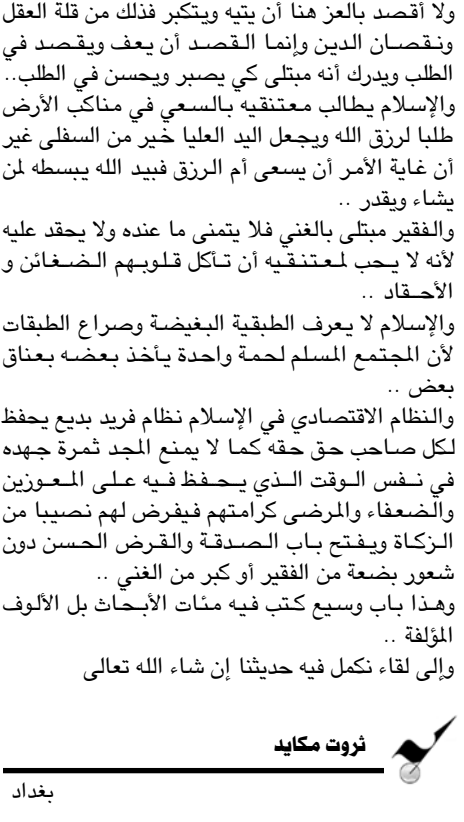 ولا أقصد بالعز هنا أن يتيه ويتكبر فذلك من قلة العقل
ونقصان الدين وإنما القصد أن يعف ويقصد في
الطلب ويدرك أنه مبتلى كي يصبر ويحسن في الطلب..
والإسلام يطالب معتنقيه بالسعي في مناكب الأرض
طلبا لرزق الله ويجعل اليد العليا خير من السفلى غير
أن غاية الأمر أن يسعى أم الرزق فبيد الله يبسطه لمن
يشاء ويقدر ..
والفقير مبتلى بالغني فلا يتمنى ما عنده ولا يحقد عليه
لأنه لا يحب لمعتنقيه أن تأكل قلوبهم الضغائن و
الأحقاد ..
والإسلام لا يعرف الطبقية البغيضة وصراع الطبقات
لأن المجتمع المسلم لحمة واحدة يأخذ بعضه بعناق
بعض ..
والنظام الاقتصادي في الإسلام نظام فريد بديع يحفظ
لكل صاحب حق حقه كما لا يمنع المجد ثمرة جهده
في نفس الوقت الذي يحفظ فيه على المعوزين
والضعفاء والمرضى كرامتهم فيفرض لهم نصيبا من
الزكاة ويفتح باب الصدقة والقرض الحسن دون
شعور بضعة من الفقير أو كبر من الغني ..
وهذا باب وسيع كتب فيه مئات الأبحاث بل الألوف
المؤلفة ..
وإلى لقاء نكمل فيه حديثنا إن شاء الله تعالى
ثروت مكايد
بغداد